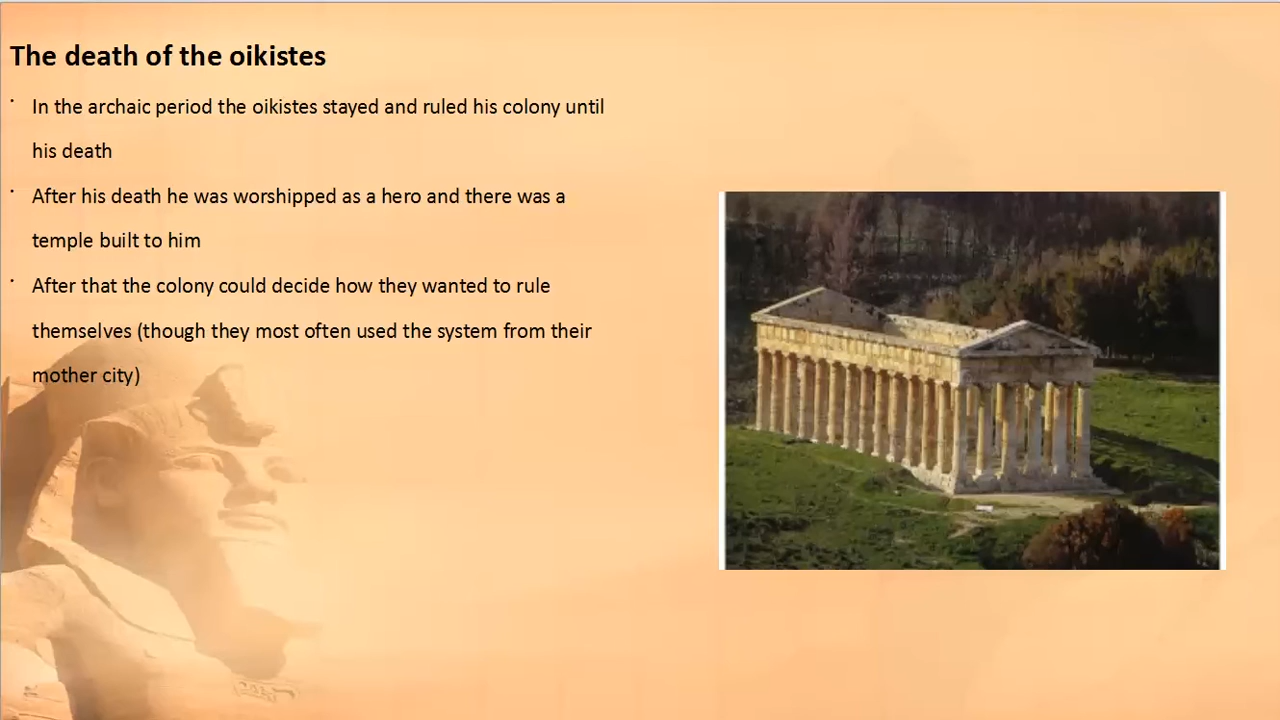 The death of the oikistes
· In the archaic period the oikistes stayed and ruled his colony until
his death
· After his death he was worshipped as a hero and there was a
temple built to him
· After that the colony could decide how they wanted to rule
themselves (though they most often used the system from their
mother city)